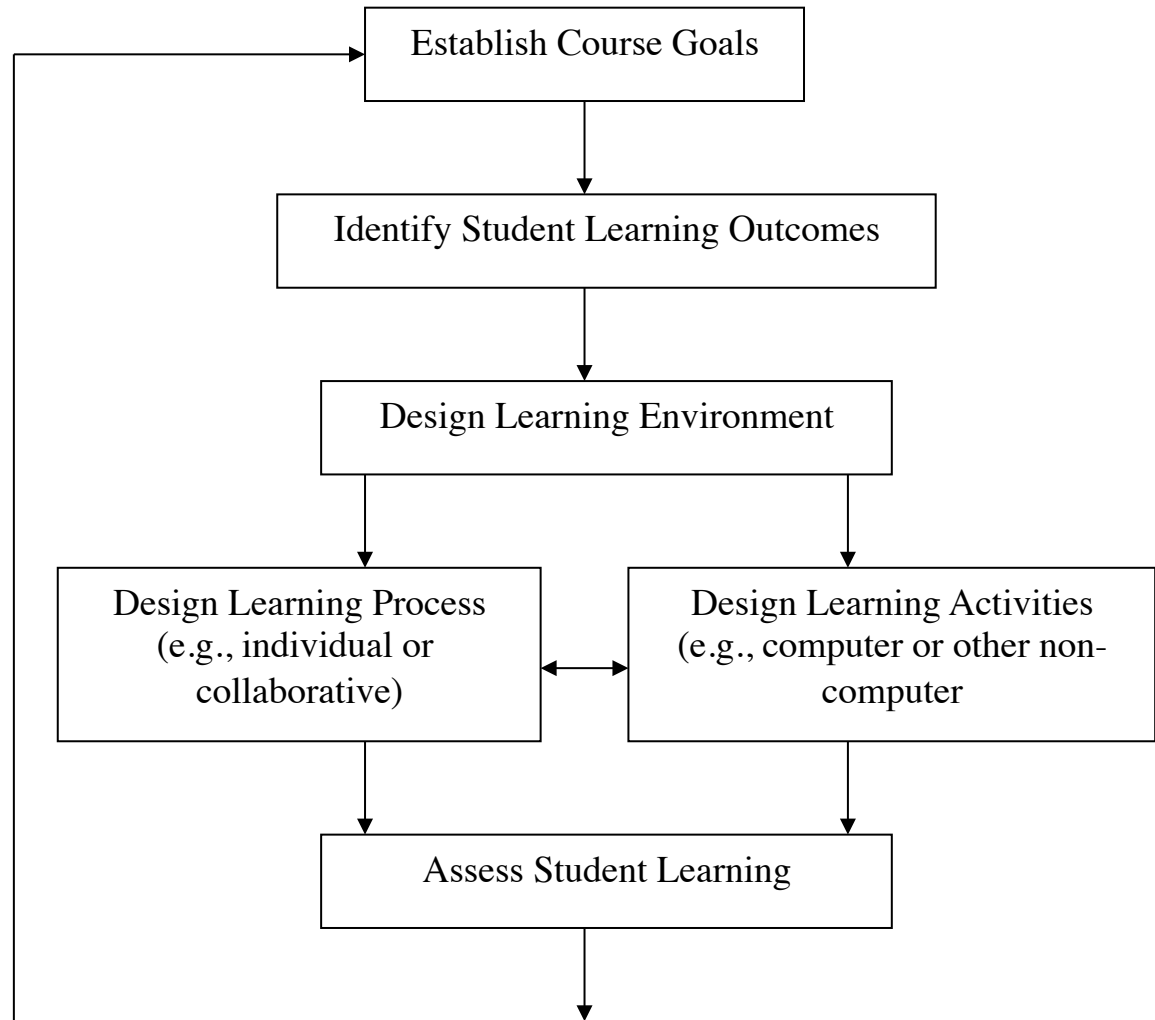 Establish Course Goals
Identify Student Learning Outcomes
Design Learning Environment
Design Learning Process
(e.g., individual or
collaborative)
Design Learning Activities
(e.g., computer or other non-
computer
Assess Student Learning